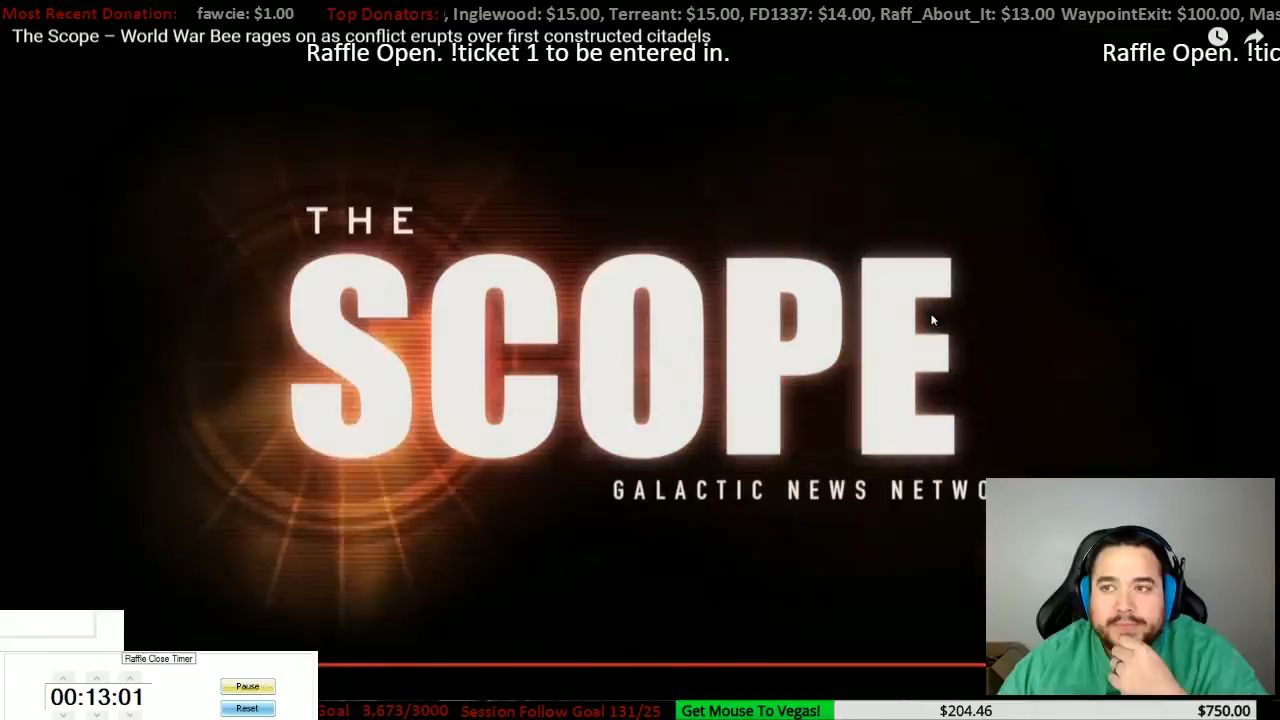 Most Recent Donation: fawcie: $1.00 Top Donators: , Inglewood: $15.00, Terreant: $15.00, FD1337: $14.00, Raff_About_It: $13.00 WaypointExit: $100.00, Mas
The Scope – World War Bee rages on as conflict erupts over first constructed citadels
Raffle Open. !ticket 1 to be entered in. Raffle Open. !tic
THE
SCOPE
GALACTIC NEWS NETWO
Raffle Close Timer
00:13:01
Pause
Reset
Goal 3,673/3000 Session Follow Goal 131/25 Get Mouse To Vegas! $204.46 $750.00